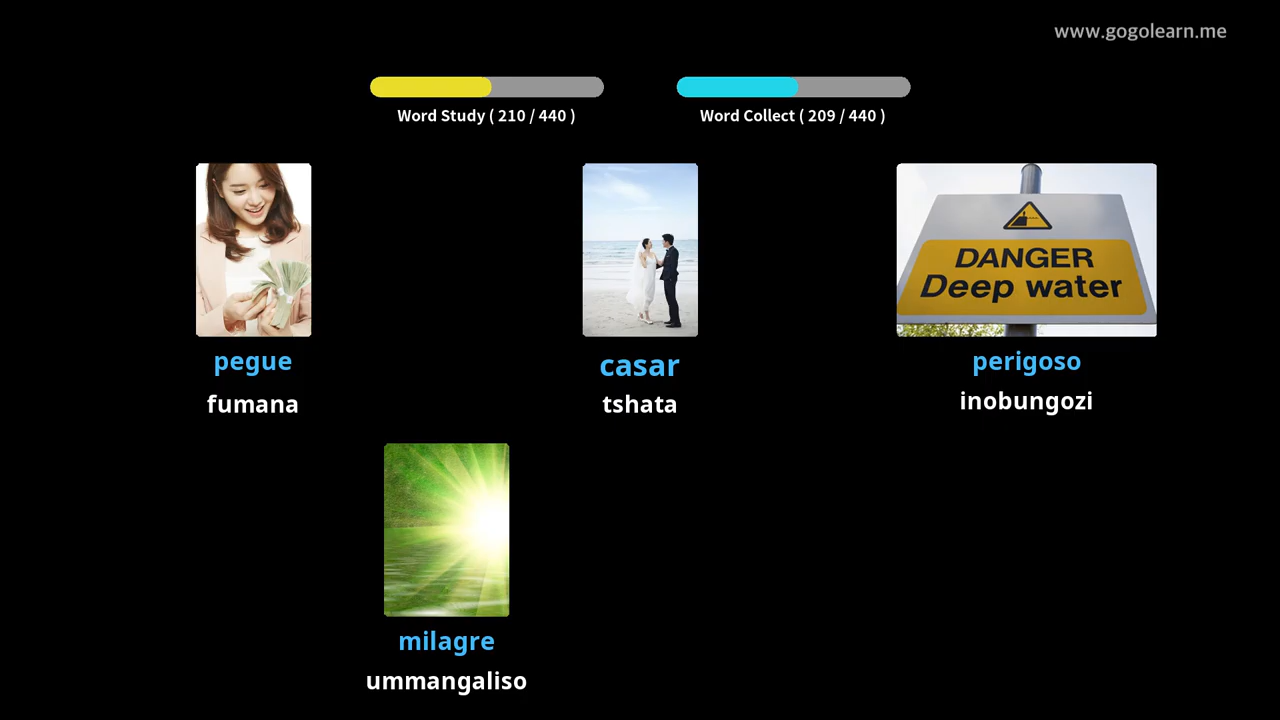 www.gogolearn.me
Word Study ( 210 / 440 )
Word Collect ( 209 / 440 )
DANGER
Deep water
pegue
casar
perigoso
fumana
tshata
inobungozi
milagre
ummangaliso